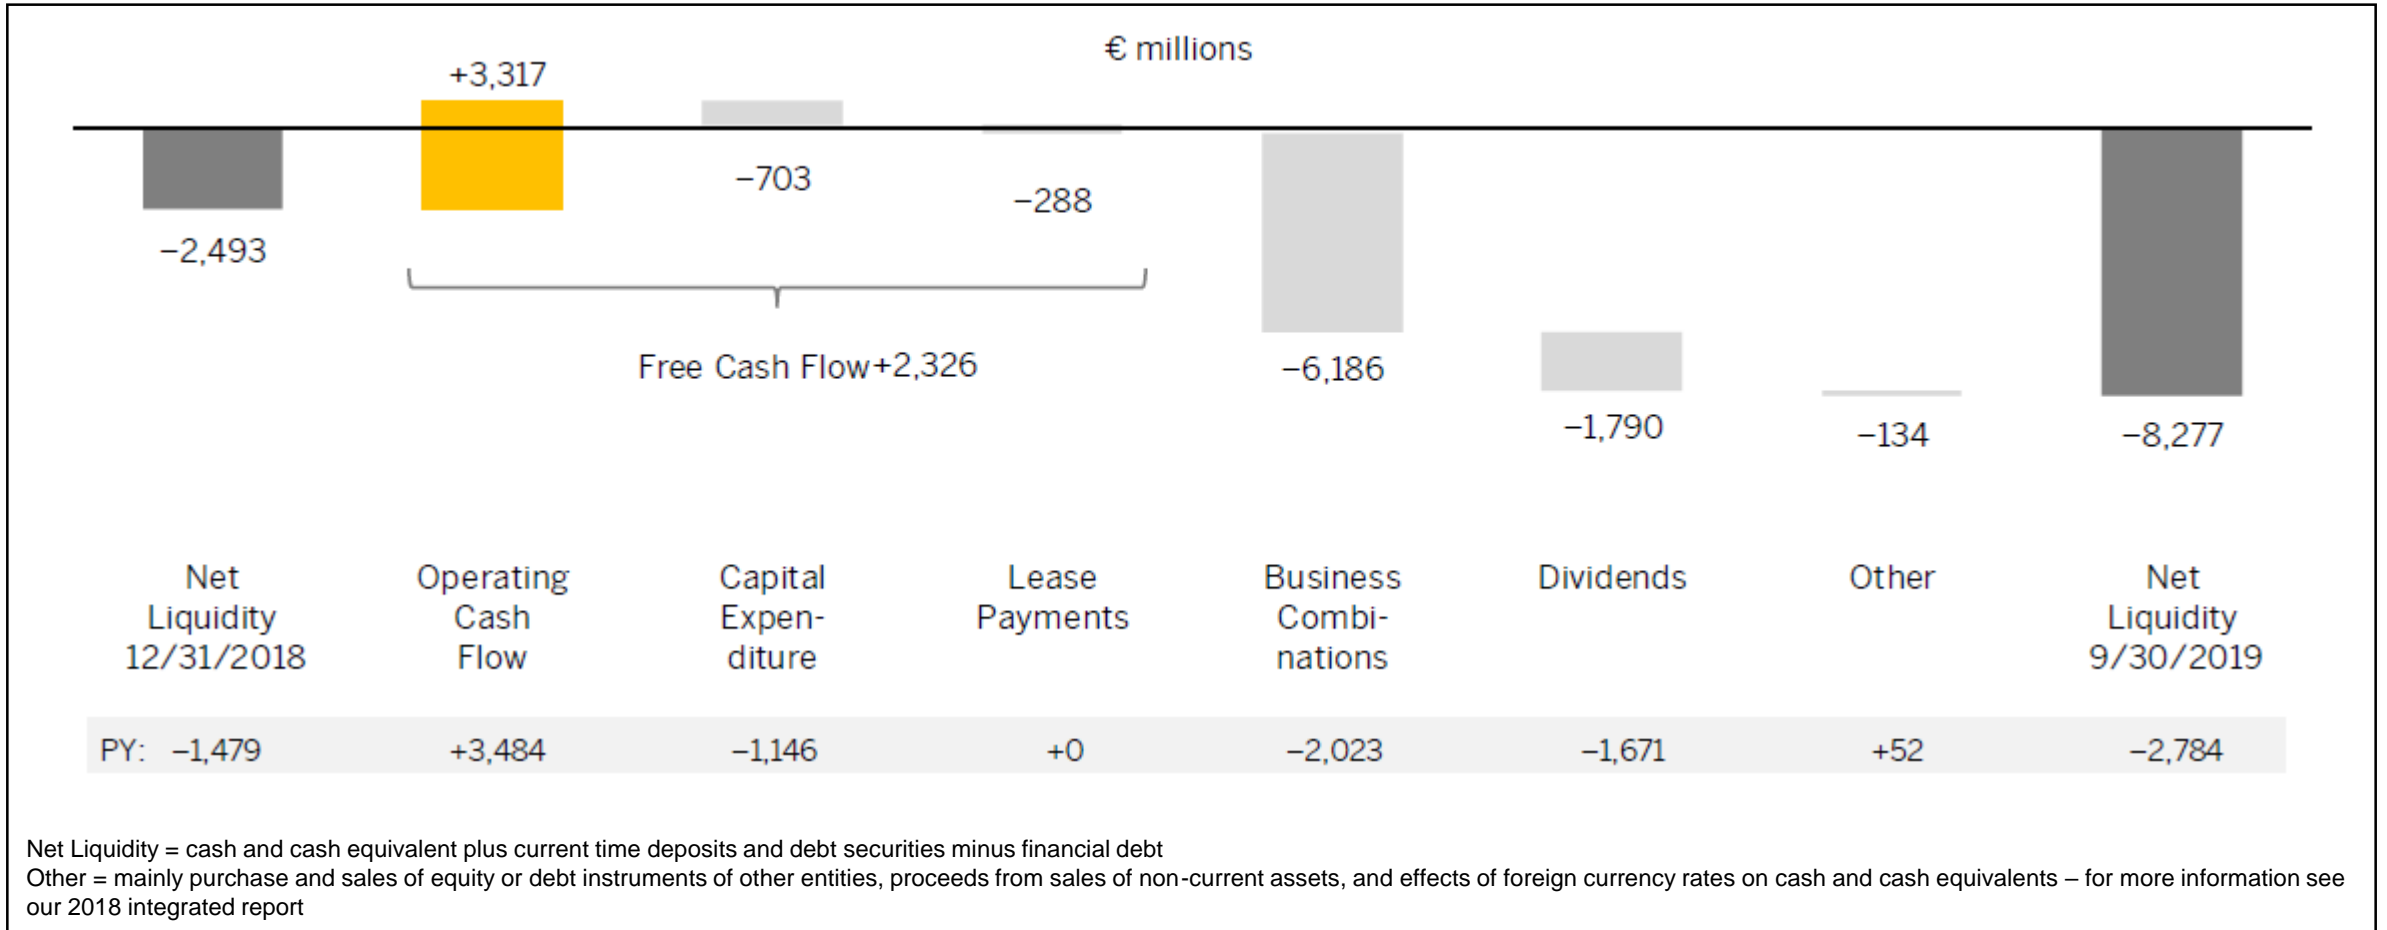 € millions
+3,317
−703
−288
−2,493
Free Cash Flow+2,326
−6,186
−1,790
−134
−8,277
Net
Liquidity
12/31/2018
Operating
Cash
Flow
Capital
Expen-
diture
Lease
Payments
Business
Combi-
nations
Dividends
Other
Net
Liquidity
9/30/2019
PY: −1,479 +3,484 −1,146 +0 −2,023 −1,671 +52 −2,784
Net Liquidity = cash and cash equivalent plus current time deposits and debt securities minus financial debt
Other = mainly purchase and sales of equity or debt instruments of other entities, proceeds from sales of non-current assets, and effects of foreign currency rates on cash and cash equivalents – for more information see
our 2018 integrated report